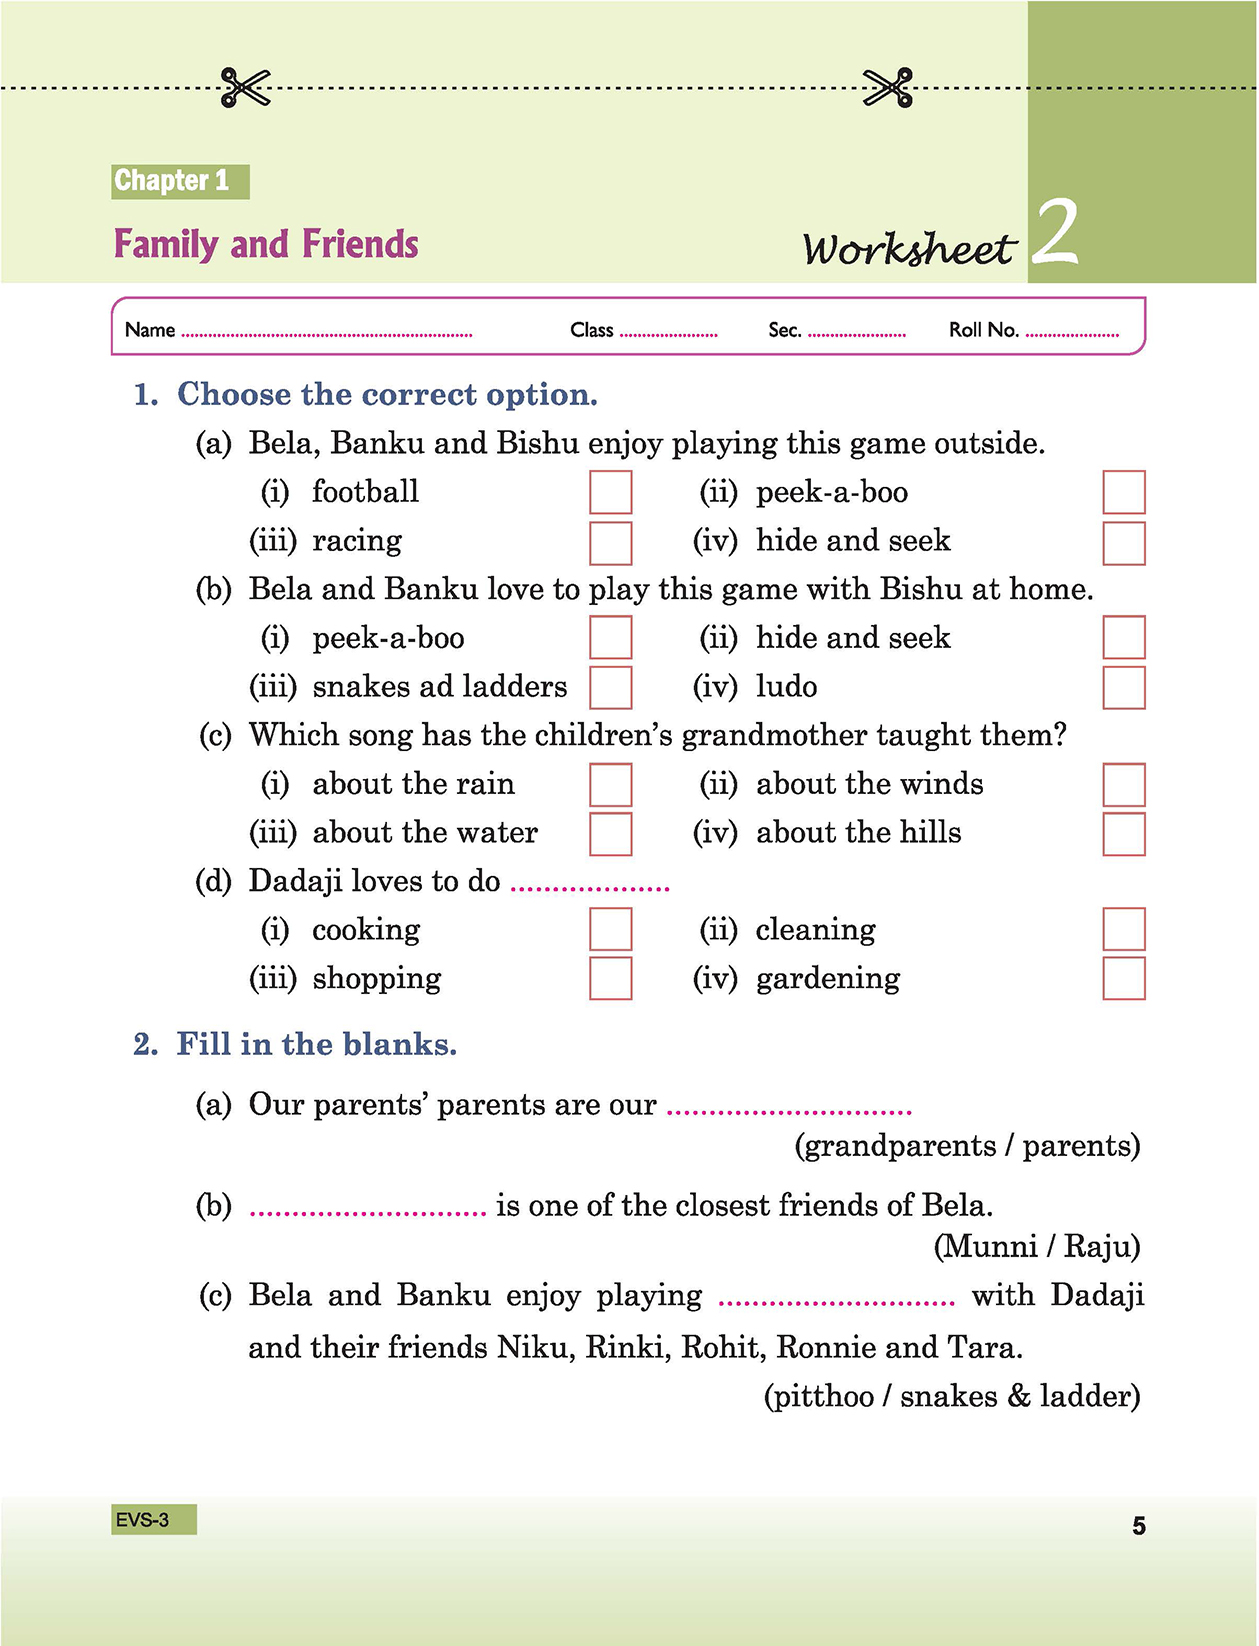 Chapter 1
Family and Friends
Worksheet 2
Name ........................ Class ........................ Sec. ........................ Roll No. ........................
1. Choose the correct option.
(a) Bela, Banku and Bishu enjoy playing this game outside.
(i) football (ii) peek-a-boo
(iii) racing (iv) hide and seek
(b) Bela and Banku love to play this game with Bishu at home.
(i) peek-a-boo (ii) hide and seek
(iii) snakes ad ladders (iv) ludo
(c) Which song has the children’s grandmother taught them?
(i) about the rain (ii) about the winds
(iii) about the water (iv) about the hills
(d) Dadaji loves to do ...................
(i) cooking (ii) cleaning
(iii) shopping (iv) gardening
2. Fill in the blanks.
(a) Our parents’ parents are our .............................
(grandparents / parents)
(b) ............................ is one of the closest friends of Bela.
(Munni / Raju)
(c) Bela and Banku enjoy playing ............................ with Dadaji
and their friends Niku, Rinki, Rohit, Ronnie and Tara.
(pitthoo / snakes & ladder)
EVS-3
5